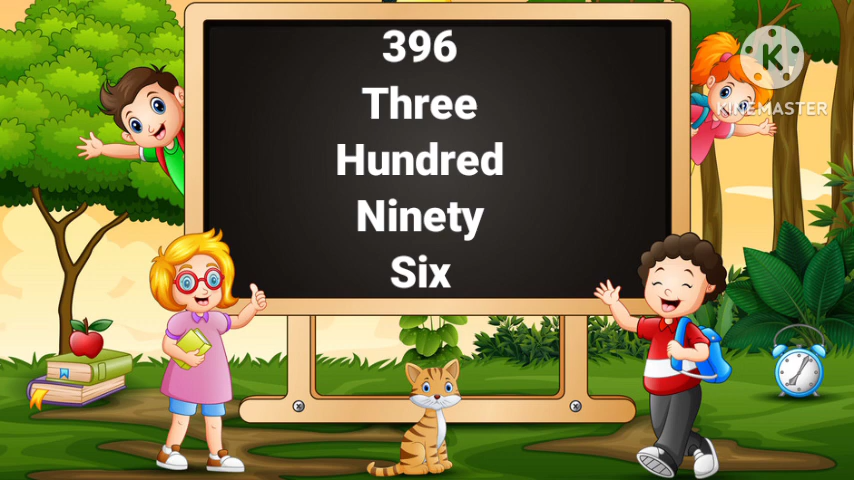 396
Three
Hundred
Ninety
Six
K
KINEMASTER